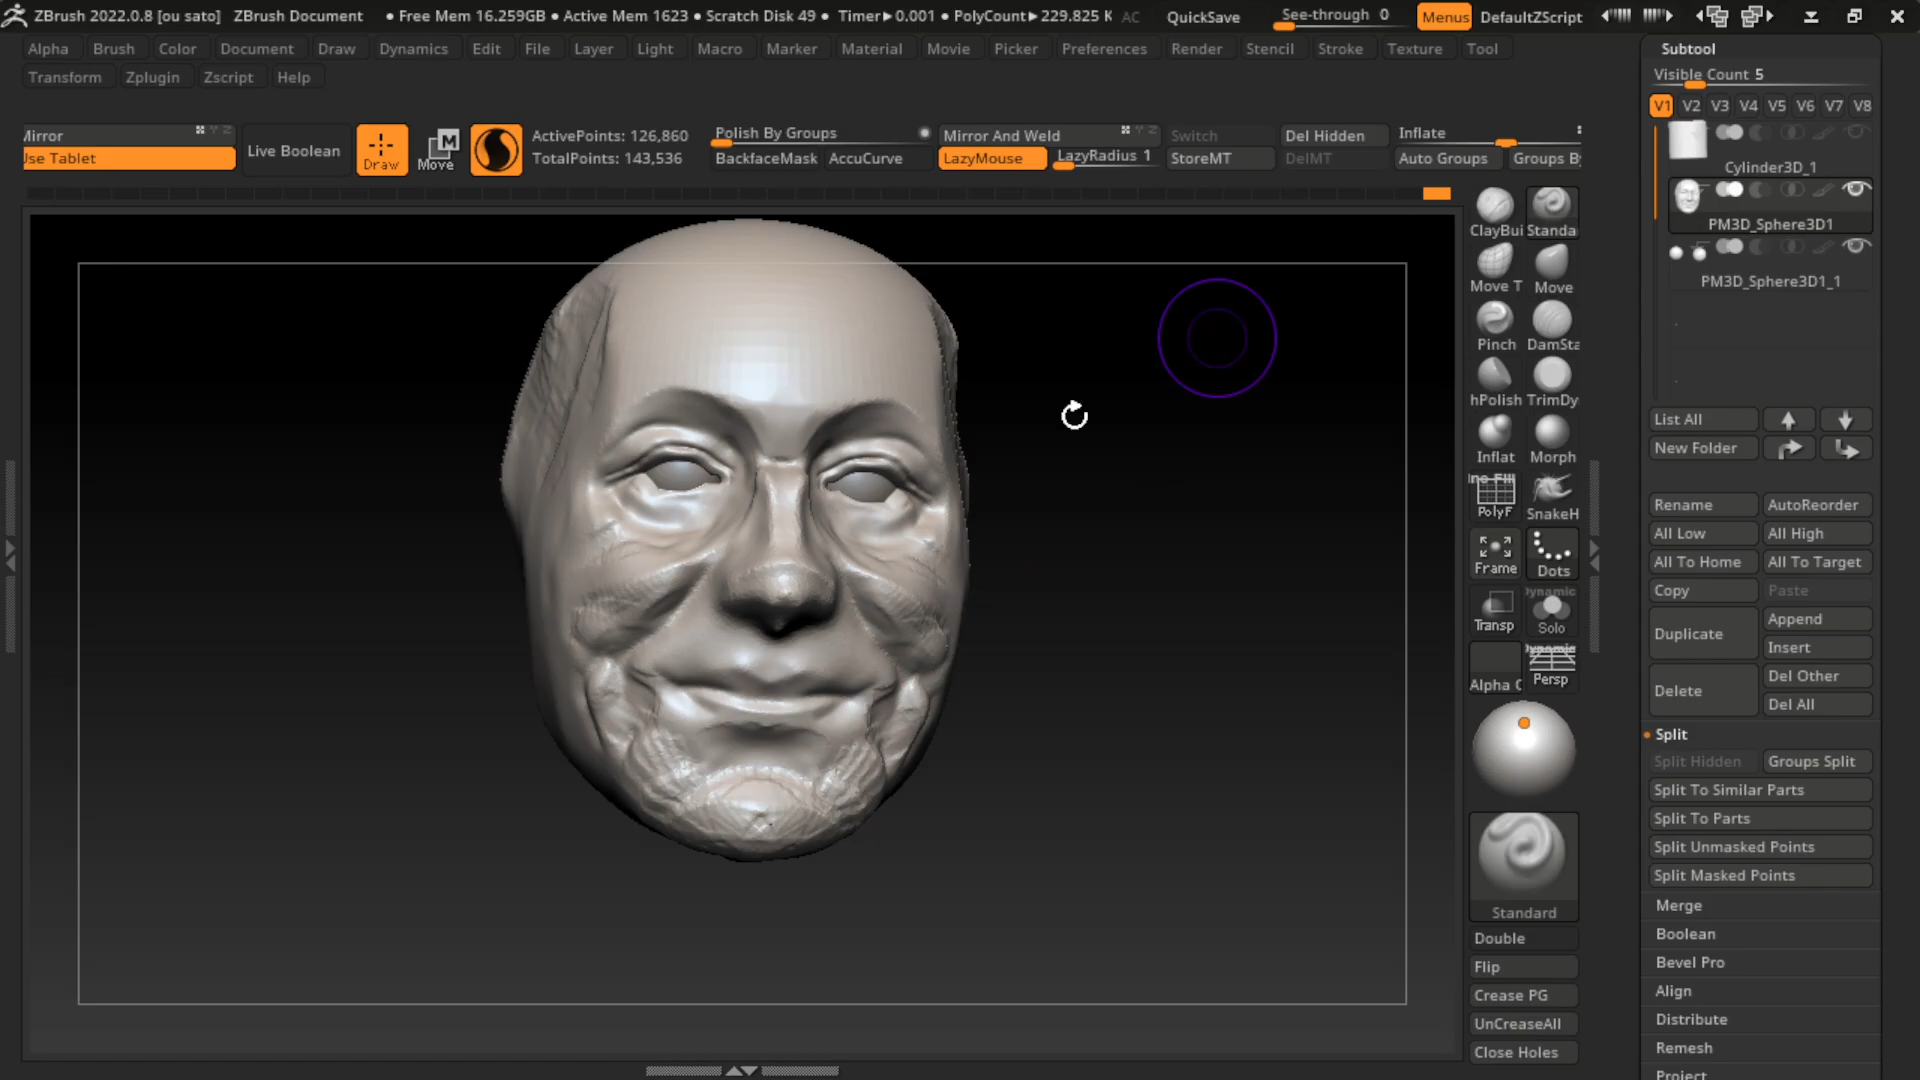 ZBrush 2022.0.8 [ou sato] ZBrush Document • Free Mem 16.259GB • Active Mem 1623 • Scratch Disk 49 • Timer▶0.001 • PolyCount▶229.825 K AC QuickSave See-through 0 Menus DefaultZScript
Alpha Brush Color Document Draw Dynamics Edit File Layer Light Macro Marker Material Movie Picker Preferences Render Stencil Stroke Texture Tool
Transform Zplugin Zscript Help
Mirror
Use Tablet
Live Boolean
Draw
Move
ActivePoints: 126,860
TotalPoints: 143,536
Polish By Groups
BackfaceMask AccuCurve
Mirror And Weld
LazyMouse LazyRadius 1
Switch Del Hidden
StoreMT DelMT
Inflate
Auto Groups Groups By
ClayBui Standa
Move T Move
Pinch DamSta
hPolish TrimDy
Inflat Morph
PolyF SnakeH
Frame Dots
Dynamic
Transp Solo
Alpha Persp
Standard
Double
Flip
Crease PG
UnCreaseAll
Close Holes
Subtool
Visible Count 5
V1 V2 V3 V4 V5 V6 V7 V8
Cylinder3D_1
PM3D_Sphere3D1
PM3D_Sphere3D1_1
List All
New Folder
Rename AutoReorder
All Low All High
All To Home All To Target
Copy Paste
Duplicate Append
Insert
Delete Del Other
Del All
Split
Split Hidden Groups Split
Split To Similar Parts
Split To Parts
Split Unmasked Points
Split Masked Points
Merge
Boolean
Bevel Pro
Align
Distribute
Remesh
Project